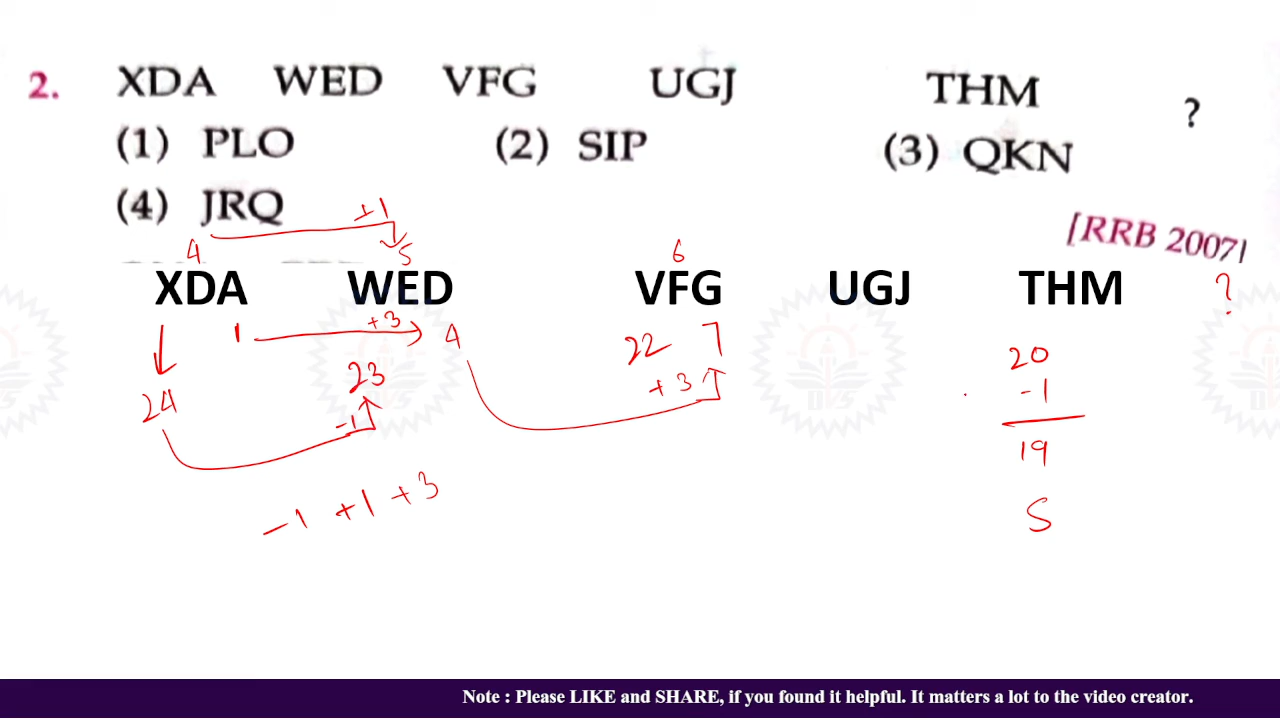 2. XDA WED VFG UGJ THM ?
(1) PLO (2) SIP (3) QKN
(4) JRQ
[RRB 2007]
+1
4 5 6
XDA WED VFG UGJ THM ?
1 +3 4 22 7 20
24 23 +3 -1
-1 19
-1 +1 +3 S
Note : Please LIKE and SHARE, if you found it helpful. It matters a lot to the video creator.